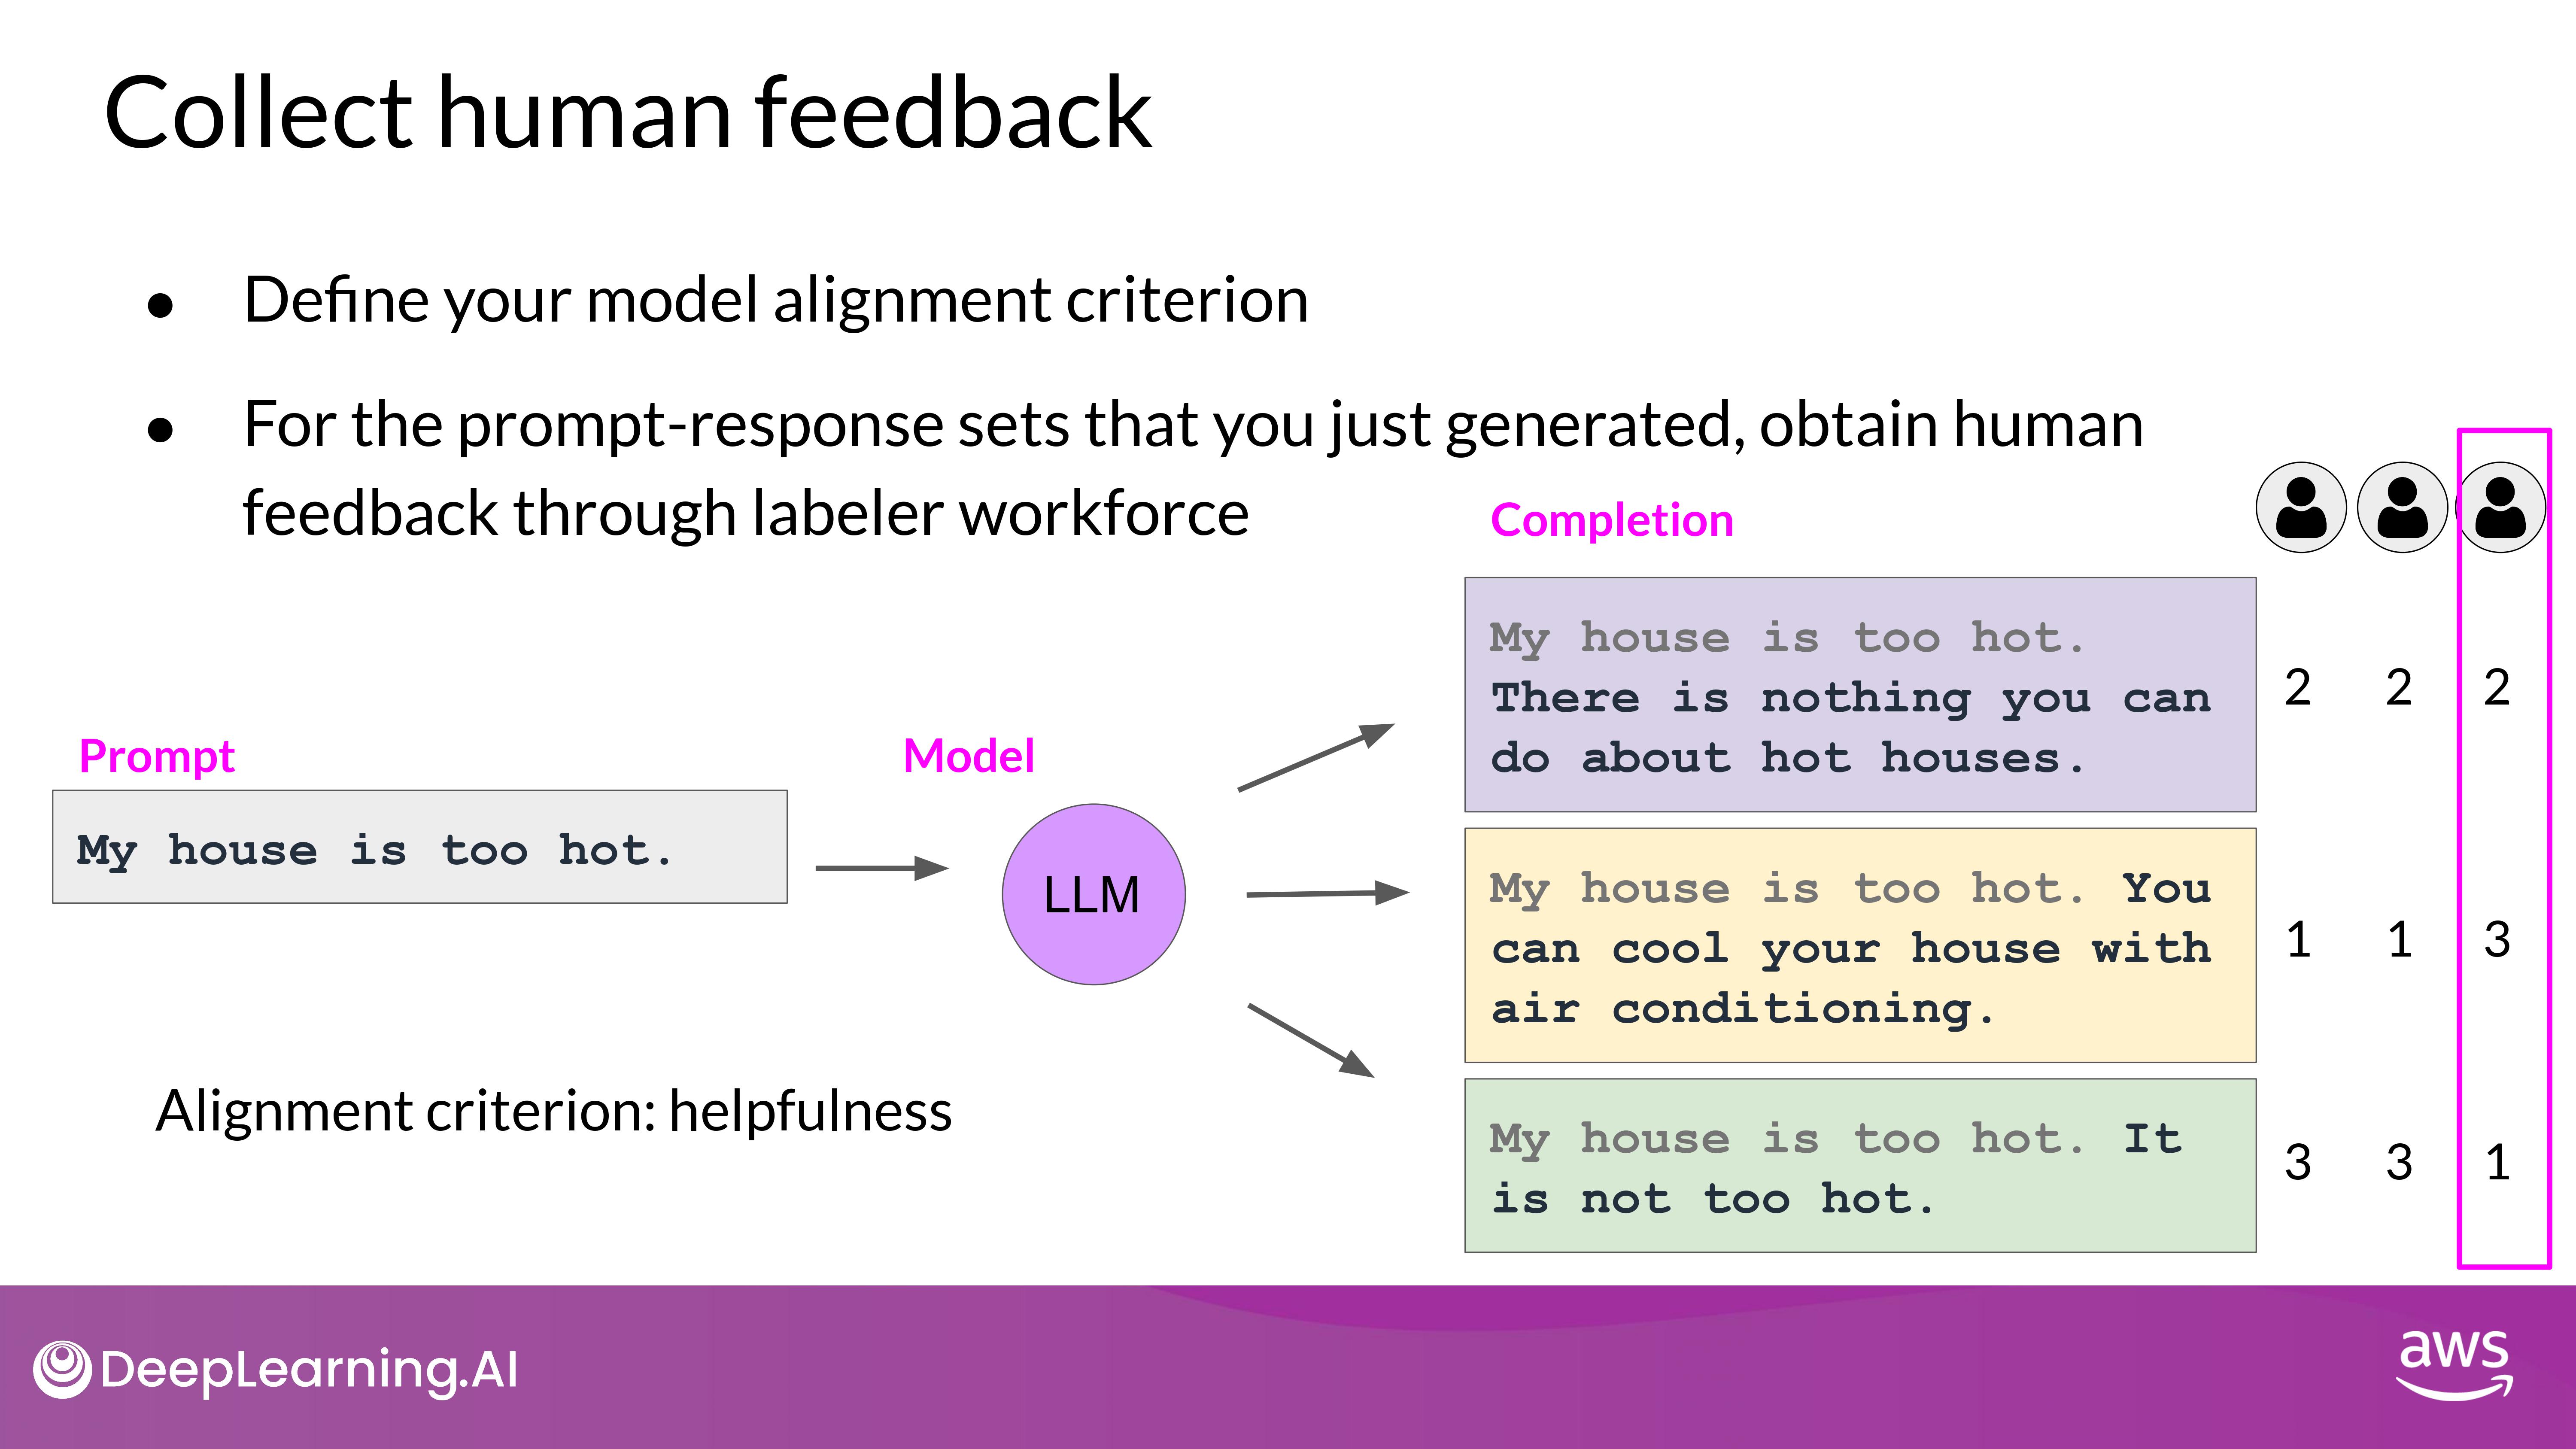 Collect human feedback
● Define your model alignment criterion
● For the prompt-response sets that you just generated, obtain human
feedback through labeler workforce
Prompt
My house is too hot.
Model
LLM
Alignment criterion: helpfulness
Completion
My house is too hot.
There is nothing you can
do about hot houses.
2 2 2
My house is too hot. You
can cool your house with
air conditioning.
1 1 3
My house is too hot. It
is not too hot.
3 3 1
DeepLearning.AI
aws